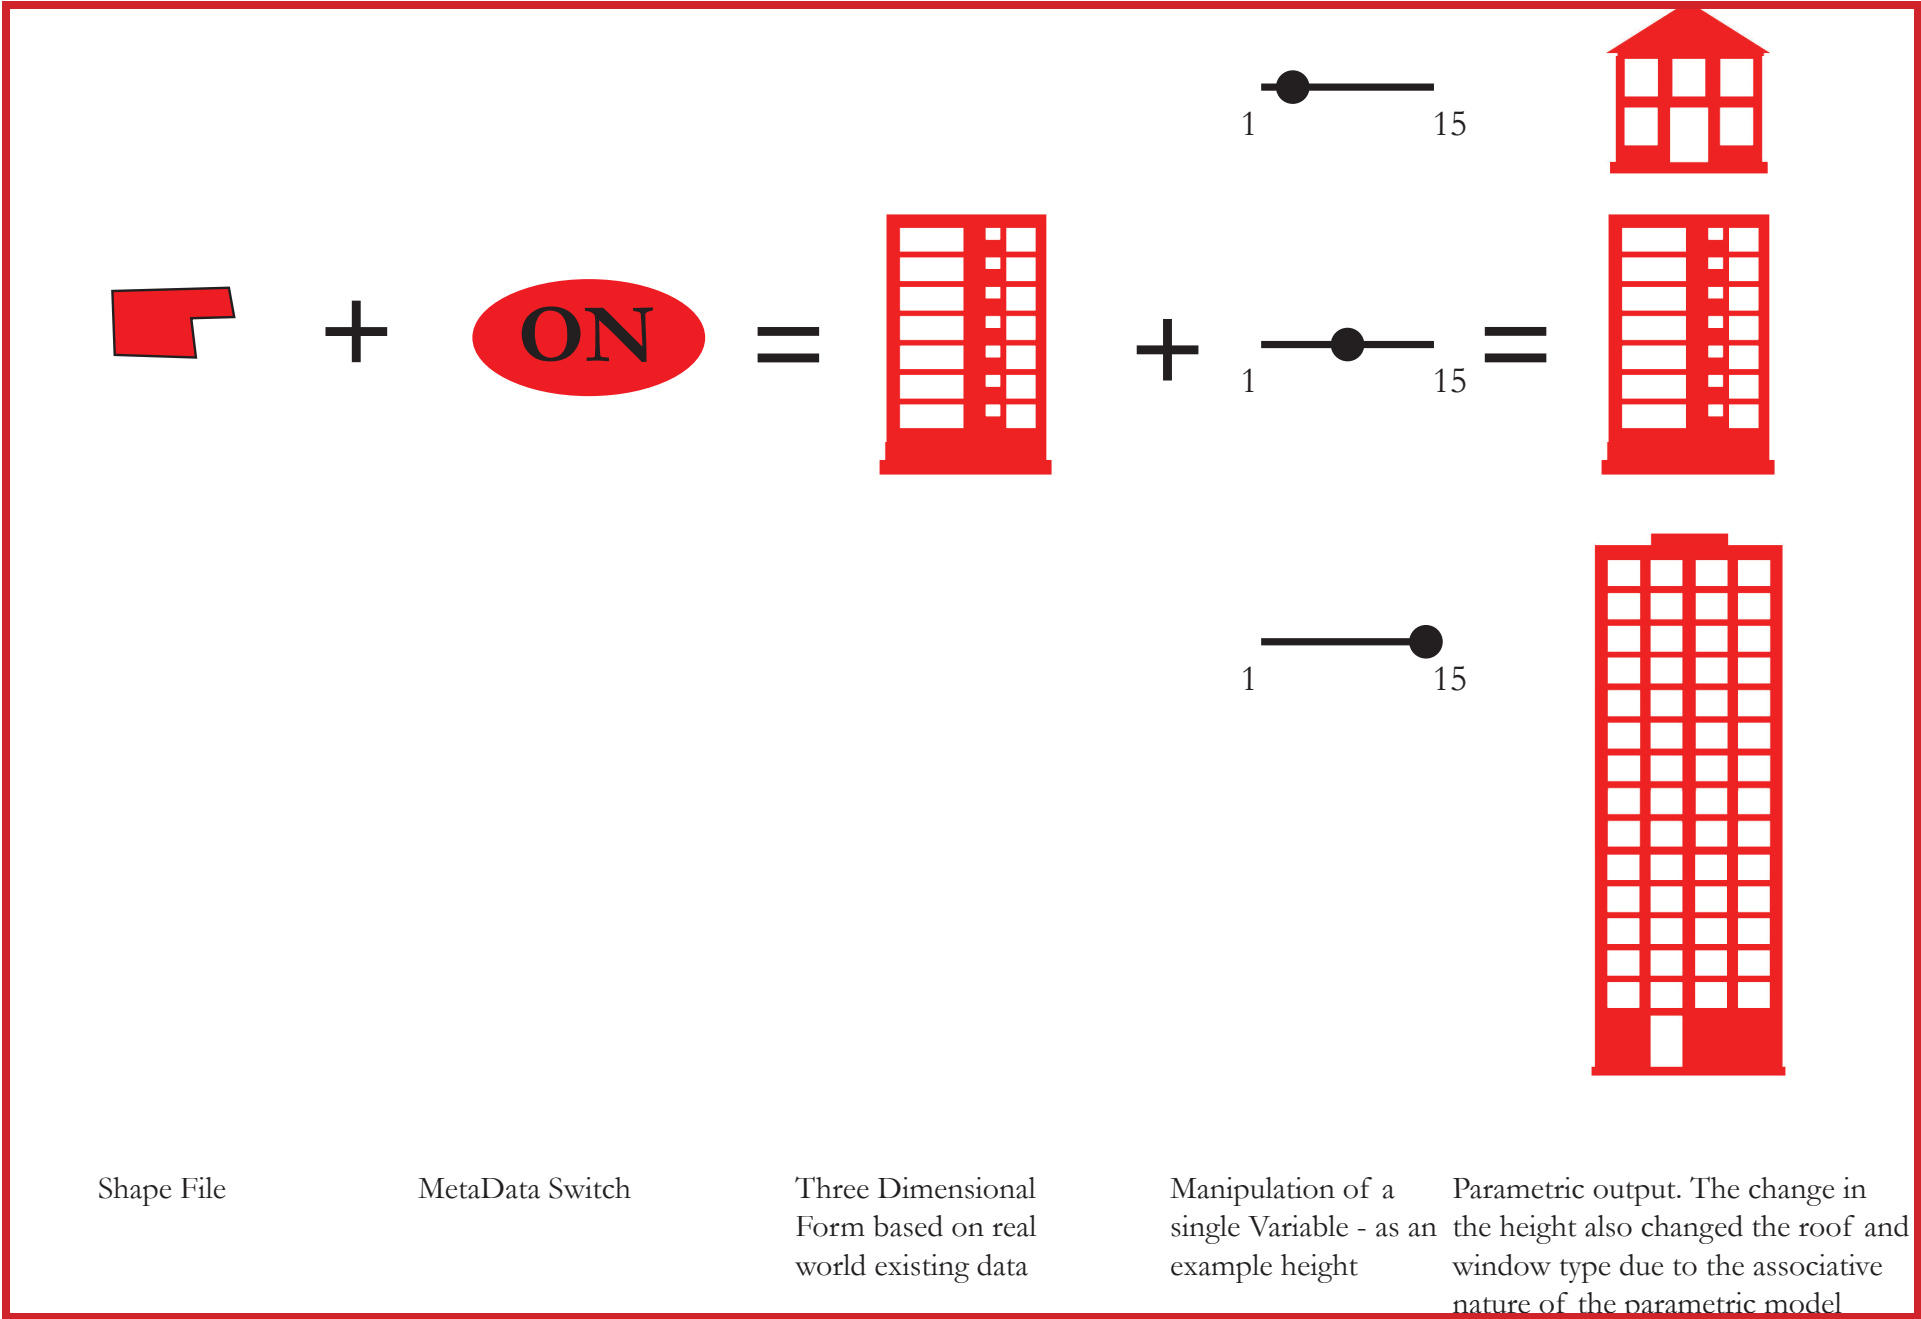 1 15
ON
1 15
1 15
Shape File
MetaData Switch
Three Dimensional
Form based on real
world existing data
Manipulation of a
single Variable - as an
example height
Parametric output. The change in
the height also changed the roof and
window type due to the associative
nature of the parametric model